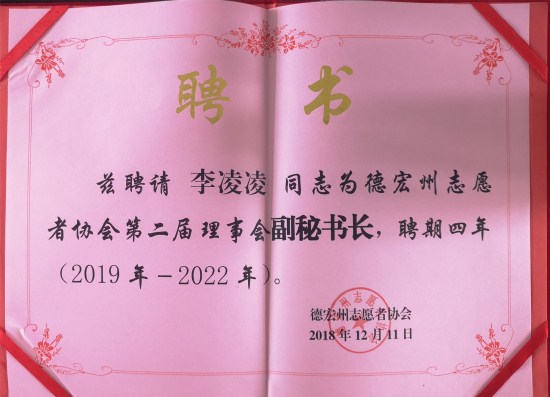 聘 书
兹聘请 李凌凌 同志为德宏州志愿
者协会第二届理事会副秘书长，聘期四年
（2019 年－2022 年）。
德宏州志愿者协会
2018 年 12 月 11 日